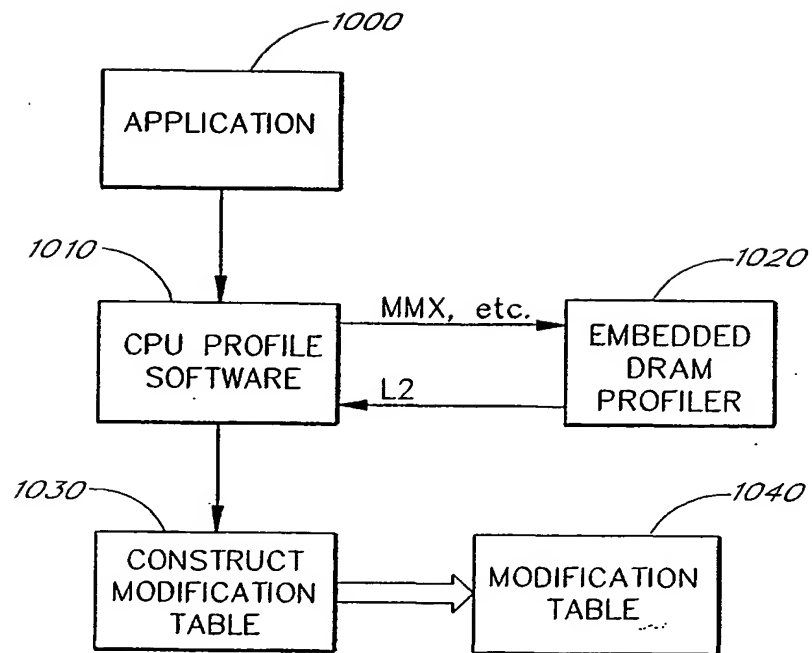 1000
APPLICATION
1010
1020
CPU PROFILE
SOFTWARE
MMX, etc.
L2
EMBEDDED
DRAM
PROFILER
1030
1040
CONSTRUCT
MODIFICATION
TABLE
MODIFICATION
TABLE